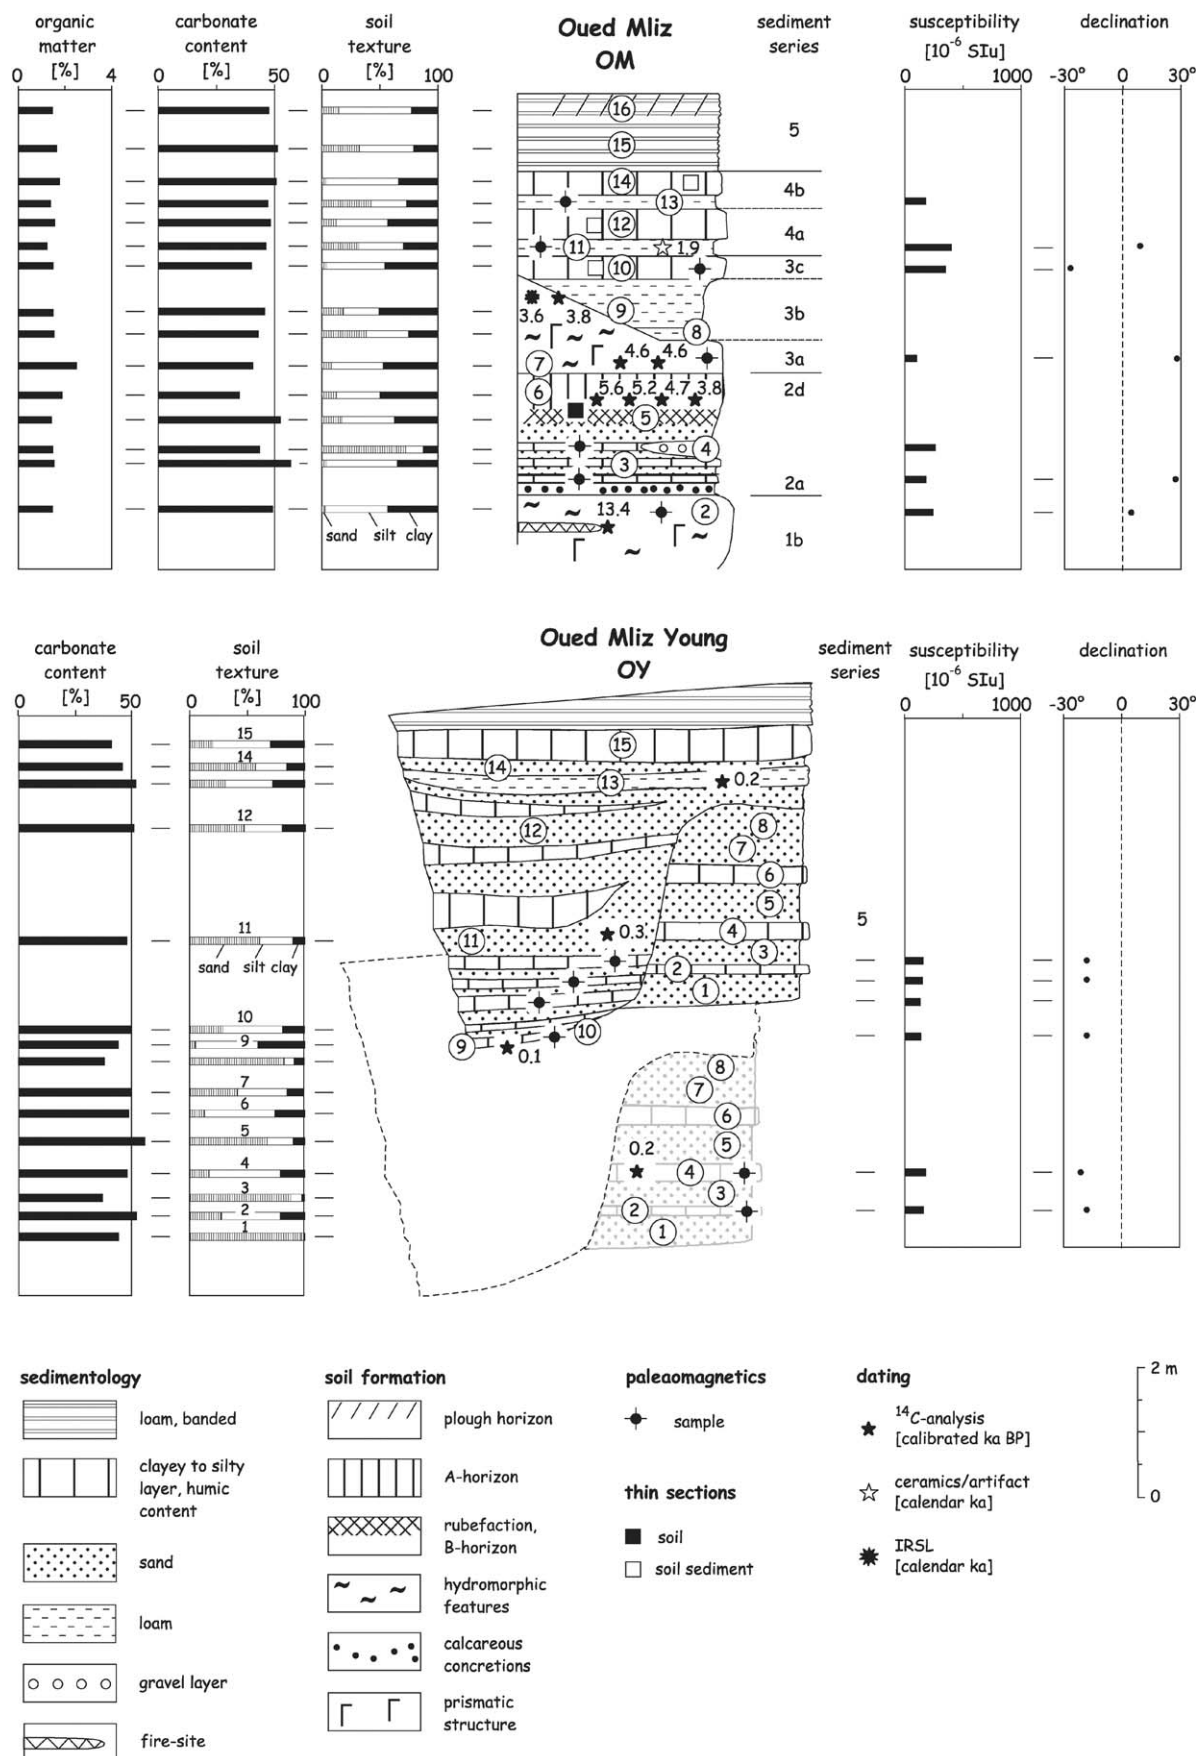 organic
matter
[%]
0 4
carbonate
content
[%]
0 50
soil
texture
[%]
0 100
Oued Mliz
OM
sediment
series
susceptibility
[10⁻⁶ SIu]
0 1000
declination
-30° 0 30°
16
5
15
14
4b
13
12
4a
11
1.9
10
3c
3.6
3.8
9
3b
8
4.6
4.6
3a
7
6
5.6
5.2
4.7
3.8
2d
5
4
3
2a
13.4
2
1b
sand silt clay
Oued Mliz Young
OY
carbonate
content
[%]
0 50
soil
texture
[%]
0 100
sediment
series
susceptibility
[10⁻⁶ SIu]
0 1000
declination
-30° 0 30°
15
14
12
11
sand silt clay
10
9
7
6
5
4
3
2
1
15
14
13
0.2
12
8
7
6
5
5
0.3
4
11
3
2
1
10
9
0.1
8
7
6
0.2
5
4
3
2
1
sedimentology
loam, banded
clayey to silty
layer, humic
content
sand
loam
gravel layer
fire-site
soil formation
plough horizon
A-horizon
rubefaction,
B-horizon
hydromorphic
features
calcareous
concretions
prismatic
structure
paleaomagnetics
sample
thin sections
soil
soil sediment
dating
¹⁴C-analysis
[calibrated ka BP]
ceramics/artifact
[calendar ka]
IRSL
[calendar ka]
2 m
0